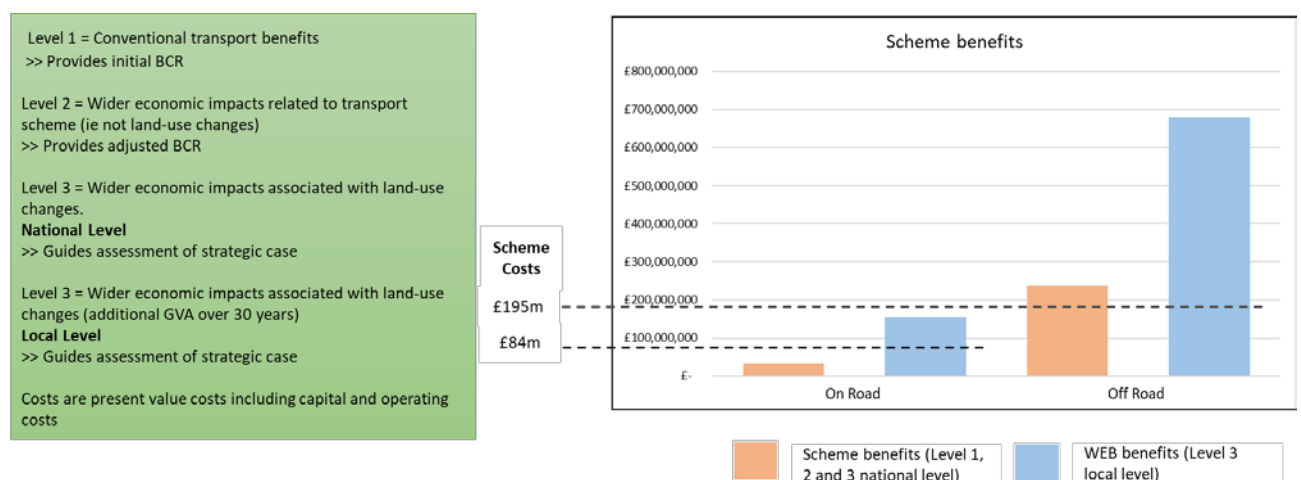 Level 1 = Conventional transport benefits
>> Provides initial BCR
Level 2 = Wider economic impacts related to transport
scheme (ie not land-use changes)
>> Provides adjusted BCR
Level 3 = Wider economic impacts associated with land-use
changes.
National Level
>> Guides assessment of strategic case
Level 3 = Wider economic impacts associated with land-use
changes (additional GVA over 30 years)
Local Level
>> Guides assessment of strategic case
Costs are present value costs including capital and operating
costs
Scheme
Costs
£195m
£84m
Scheme benefits
£800,000,000
£700,000,000
£600,000,000
£500,000,000
£400,000,000
£300,000,000
£200,000,000
£100,000,000
£-
On Road
Off Road
Scheme benefits (Level 1,
2 and 3 national level)
WEB benefits (Level 3
local level)